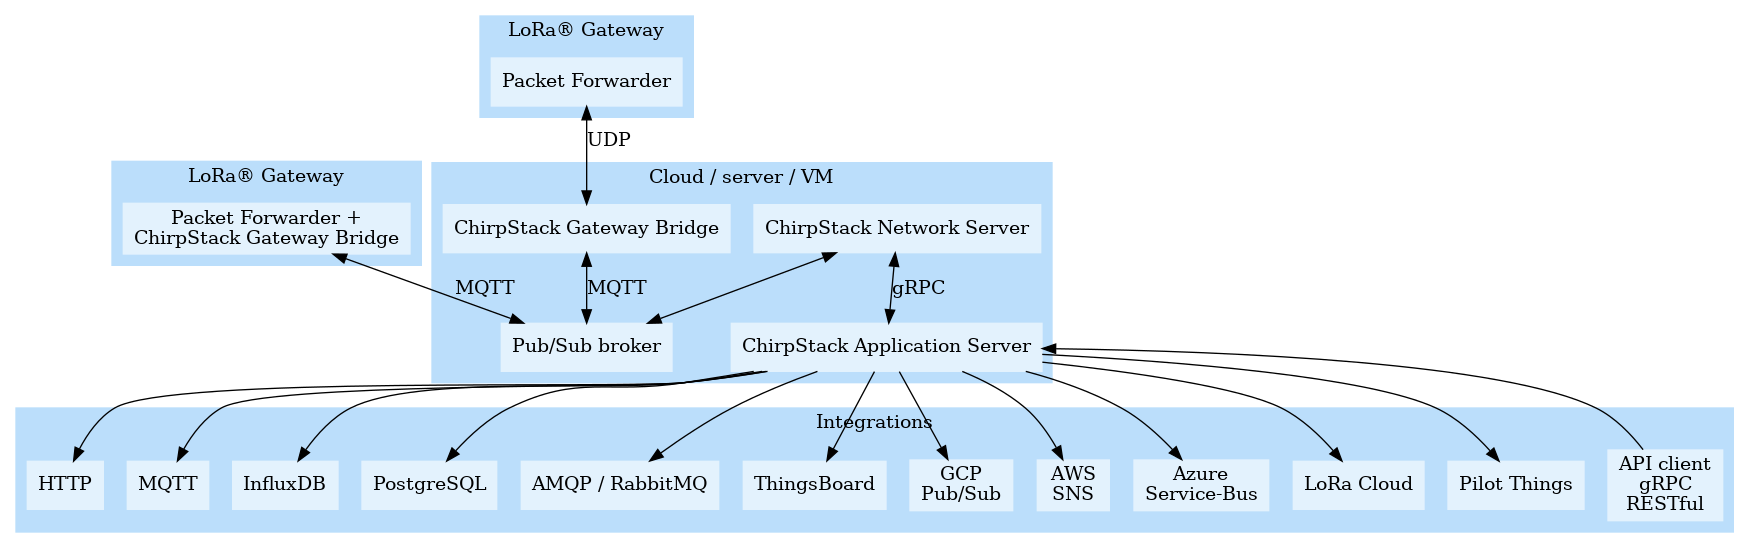 LoRa® Gateway
Packet Forwarder
UDP
LoRa® Gateway
Packet Forwarder +
ChirpStack Gateway Bridge
Cloud / server / VM
ChirpStack Gateway Bridge
ChirpStack Network Server
MQTT
MQTT
gRPC
Pub/Sub broker
ChirpStack Application Server
Integrations
HTTP
MQTT
InfluxDB
PostgreSQL
AMQP / RabbitMQ
ThingsBoard
GCP
Pub/Sub
AWS
SNS
Azure
Service-Bus
LoRa Cloud
Pilot Things
API client
gRPC
RESTful